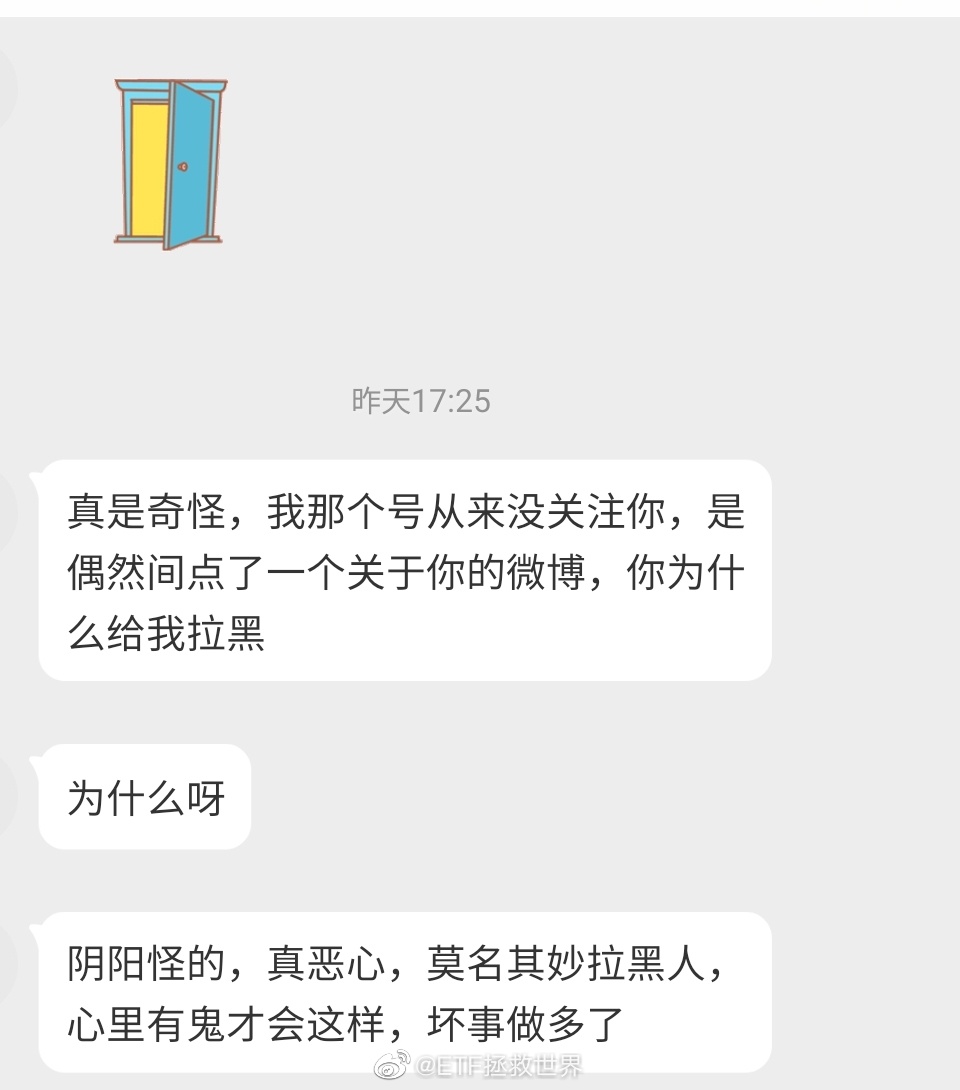 昨天17:25
真是奇怪，我那个号从来没关注你，是
偶然间点了一个关于你的微博，你为什
么给我拉黑
为什么呀
阴阳怪的，真恶心，莫名其妙拉黑人，
心里有鬼才会这样，坏事做多了
@ETF拯救世界